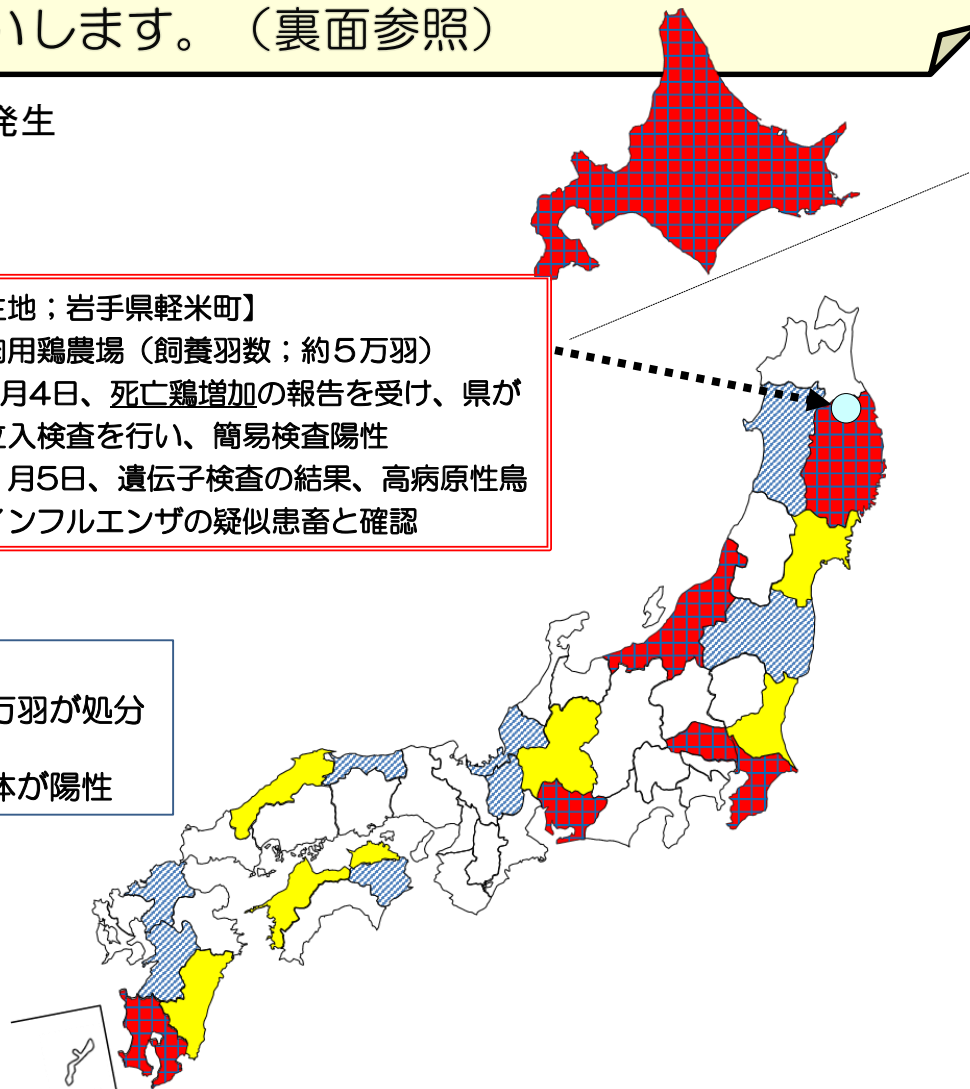 いします。（裏面参照）
発生
生地；岩手県軽米町】
肉用鶏農場（飼養羽数；約５万羽）
月4日、死亡鶏増加の報告を受け、県が
立入検査を行い、簡易検査陽性
月5日、遺伝子検査の結果、高病原性鳥
インフルエンザの疑似患畜と確認
万羽が処分
体が陽性